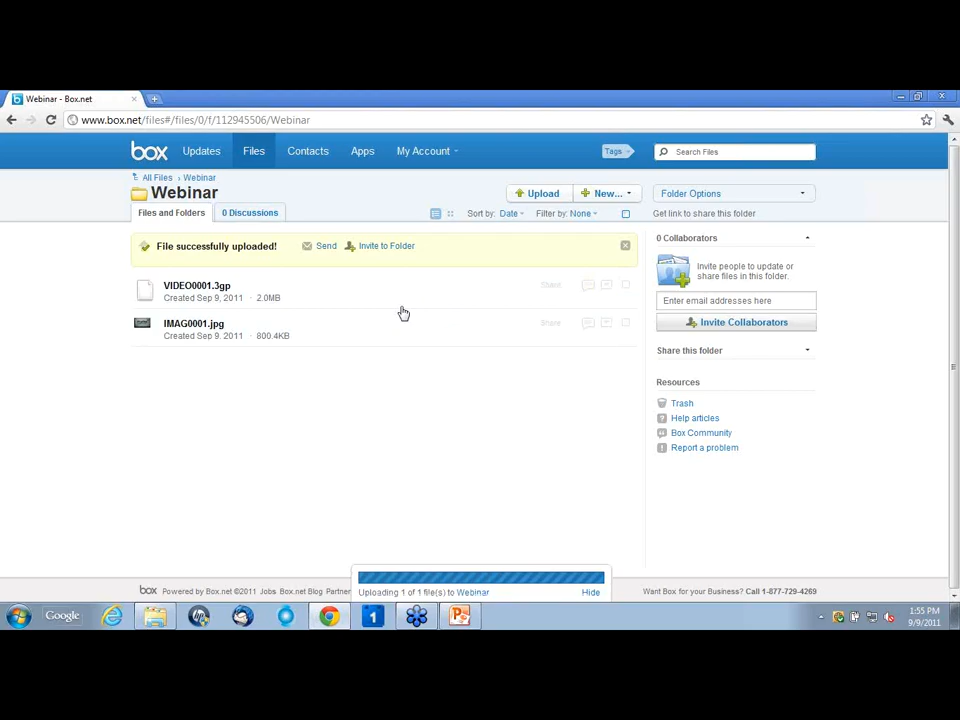 Webinar - Box.net
www.box.net/files#/files/0/f/112945506/Webinar
box Updates Files Contacts Apps My Account Tags Search Files
All Files › Webinar
Webinar
Upload New... Folder Options
Files and Folders 0 Discussions Sort by: Date Filter by: None Get link to share this folder
File successfully uploaded! Send Invite to Folder
0 Collaborators
Invite people to update or
share files in this folder.
VIDEO0001.3gp Share
Created Sep 9, 2011 · 2.0MB
Enter email addresses here
IMAG0001.jpg Share
Invite Collaborators
Created Sep 9, 2011 · 800.4KB
Share this folder
Resources
Trash
Help articles
Box Community
Report a problem
Uploading 1 of 1 file(s) to Webinar Hide
box Powered by Box.net ©2011 Jobs Box.net Blog Partner
Want Box for your Business? Call 1-877-729-4269
Google
1
1:55 PM
9/9/2011